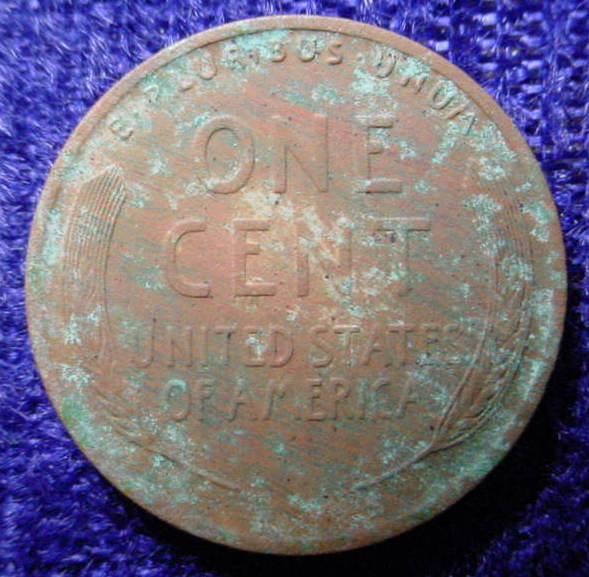 E·PLURIBUS·UNUM
ONE
CENT
UNITED STATES
OF AMERICA